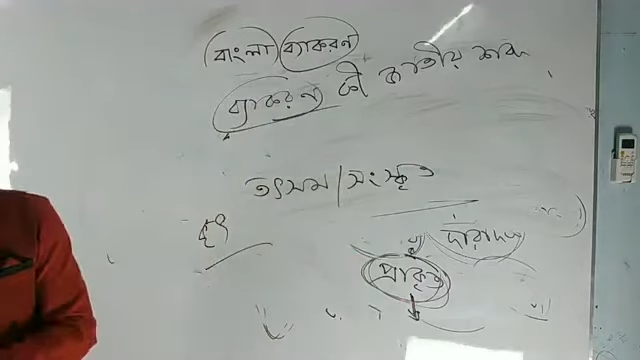 (বাংলা) ব্যাকরণ
ব্যাকরণ কী জাতীয় শব্দ
তৎসম | সংস্কৃত
প্রাকৃত